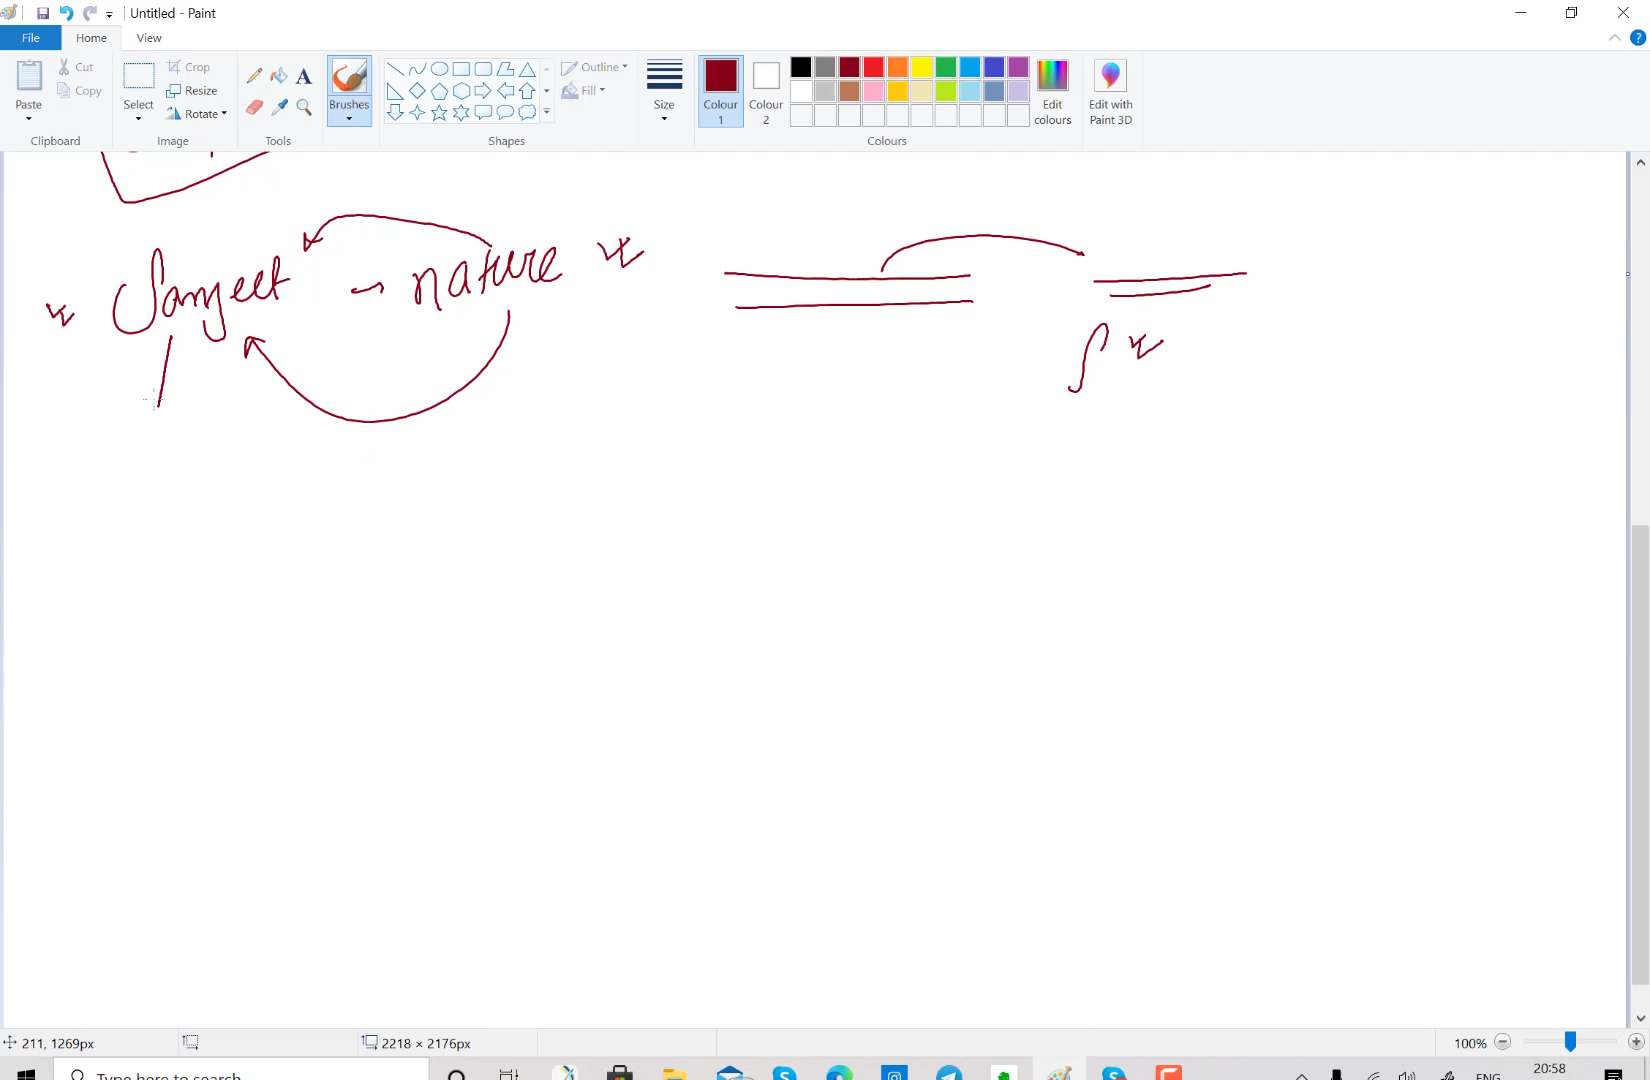 Untitled - Paint
File
Home
View
Paste
Cut
Copy
Clipboard
Select
Crop
Resize
Rotate
Image
Tools
Brushes
Shapes
Outline
Fill
Size
Colour 1
Colour 2
Edit colours
Edit with Paint 3D
Colours
Sangeet → nature
211, 1269px
2218 × 2176px
100%
Type here to search
ENG
20:58